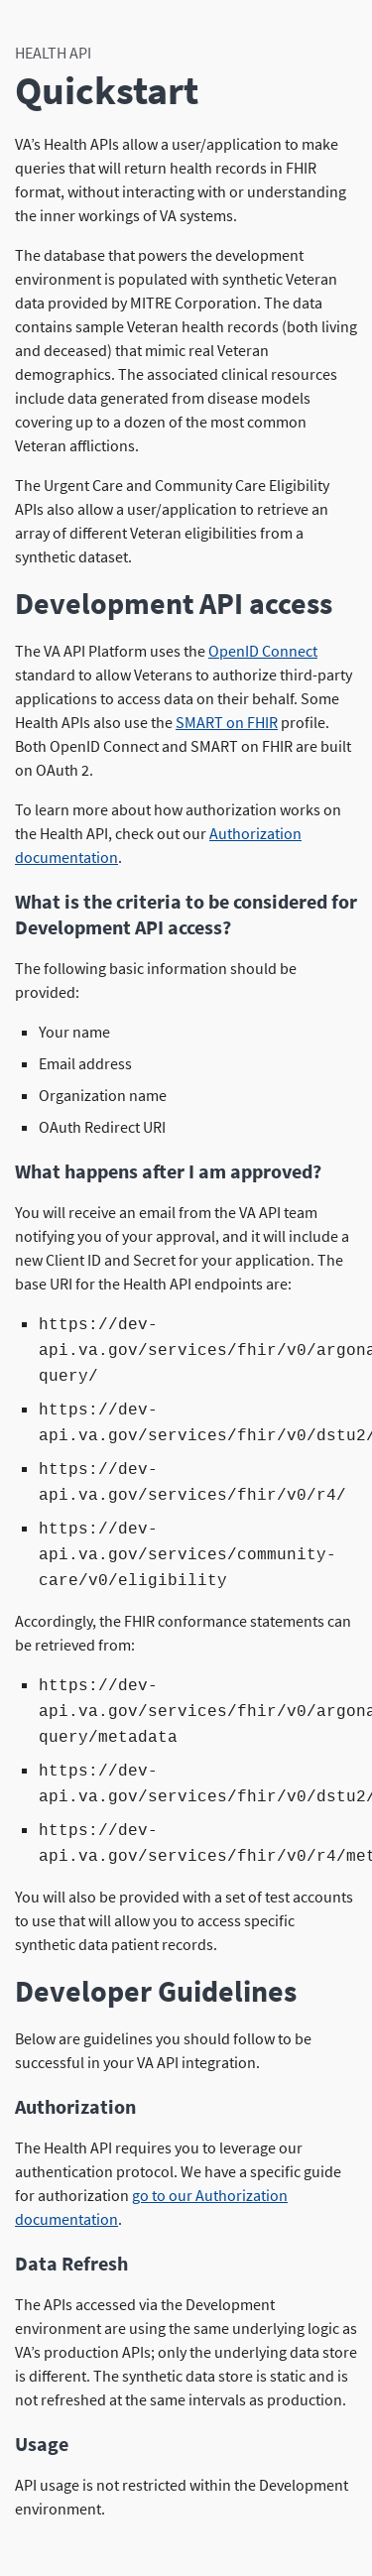 HEALTH API
Quickstart
VA’s Health APIs allow a user/application to make
queries that will return health records in FHIR
format, without interacting with or understanding
the inner workings of VA systems.
The database that powers the development
environment is populated with synthetic Veteran
data provided by MITRE Corporation. The data
contains sample Veteran health records (both living
and deceased) that mimic real Veteran
demographics. The associated clinical resources
include data generated from disease models
covering up to a dozen of the most common
Veteran afflictions.
The Urgent Care and Community Care Eligibility
APIs also allow a user/application to retrieve an
array of different Veteran eligibilities from a
synthetic dataset.
Development API access
The VA API Platform uses the OpenID Connect
standard to allow Veterans to authorize third-party
applications to access data on their behalf. Some
Health APIs also use the SMART on FHIR profile.
Both OpenID Connect and SMART on FHIR are built
on OAuth 2.
To learn more about how authorization works on
the Health API, check out our Authorization
documentation.
What is the criteria to be considered for
Development API access?
The following basic information should be
provided:
▪ Your name
▪ Email address
▪ Organization name
▪ OAuth Redirect URI
What happens after I am approved?
You will receive an email from the VA API team
notifying you of your approval, and it will include a
new Client ID and Secret for your application. The
base URI for the Health API endpoints are:
▪ https://dev-
api.va.gov/services/fhir/v0/argona
query/
▪ https://dev-
api.va.gov/services/fhir/v0/dstu2/
▪ https://dev-
api.va.gov/services/fhir/v0/r4/
▪ https://dev-
api.va.gov/services/community-
care/v0/eligibility
Accordingly, the FHIR conformance statements can
be retrieved from:
▪ https://dev-
api.va.gov/services/fhir/v0/argona
query/metadata
▪ https://dev-
api.va.gov/services/fhir/v0/dstu2/
▪ https://dev-
api.va.gov/services/fhir/v0/r4/met
You will also be provided with a set of test accounts
to use that will allow you to access specific
synthetic data patient records.
Developer Guidelines
Below are guidelines you should follow to be
successful in your VA API integration.
Authorization
The Health API requires you to leverage our
authentication protocol. We have a specific guide
for authorization go to our Authorization
documentation.
Data Refresh
The APIs accessed via the Development
environment are using the same underlying logic as
VA’s production APIs; only the underlying data store
is different. The synthetic data store is static and is
not refreshed at the same intervals as production.
Usage
API usage is not restricted within the Development
environment.